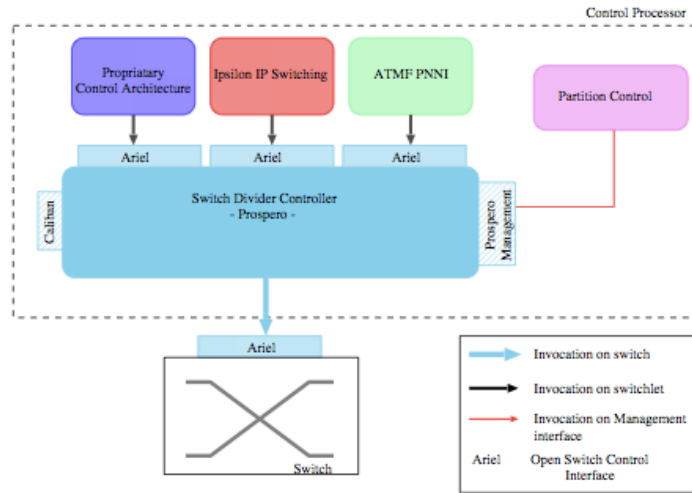 Control Processor
Propriatary
Control Architecture
Ipsilon IP Switching
ATMF PNNI
Partition Control
Ariel
Ariel
Ariel
Caliban
Switch Divider Controller
- Prospero -
Prospero
Management
Ariel
Switch
Invocation on switch
Invocation on switchlet
Invocation on Management
interface
Ariel Open Switch Control
Interface